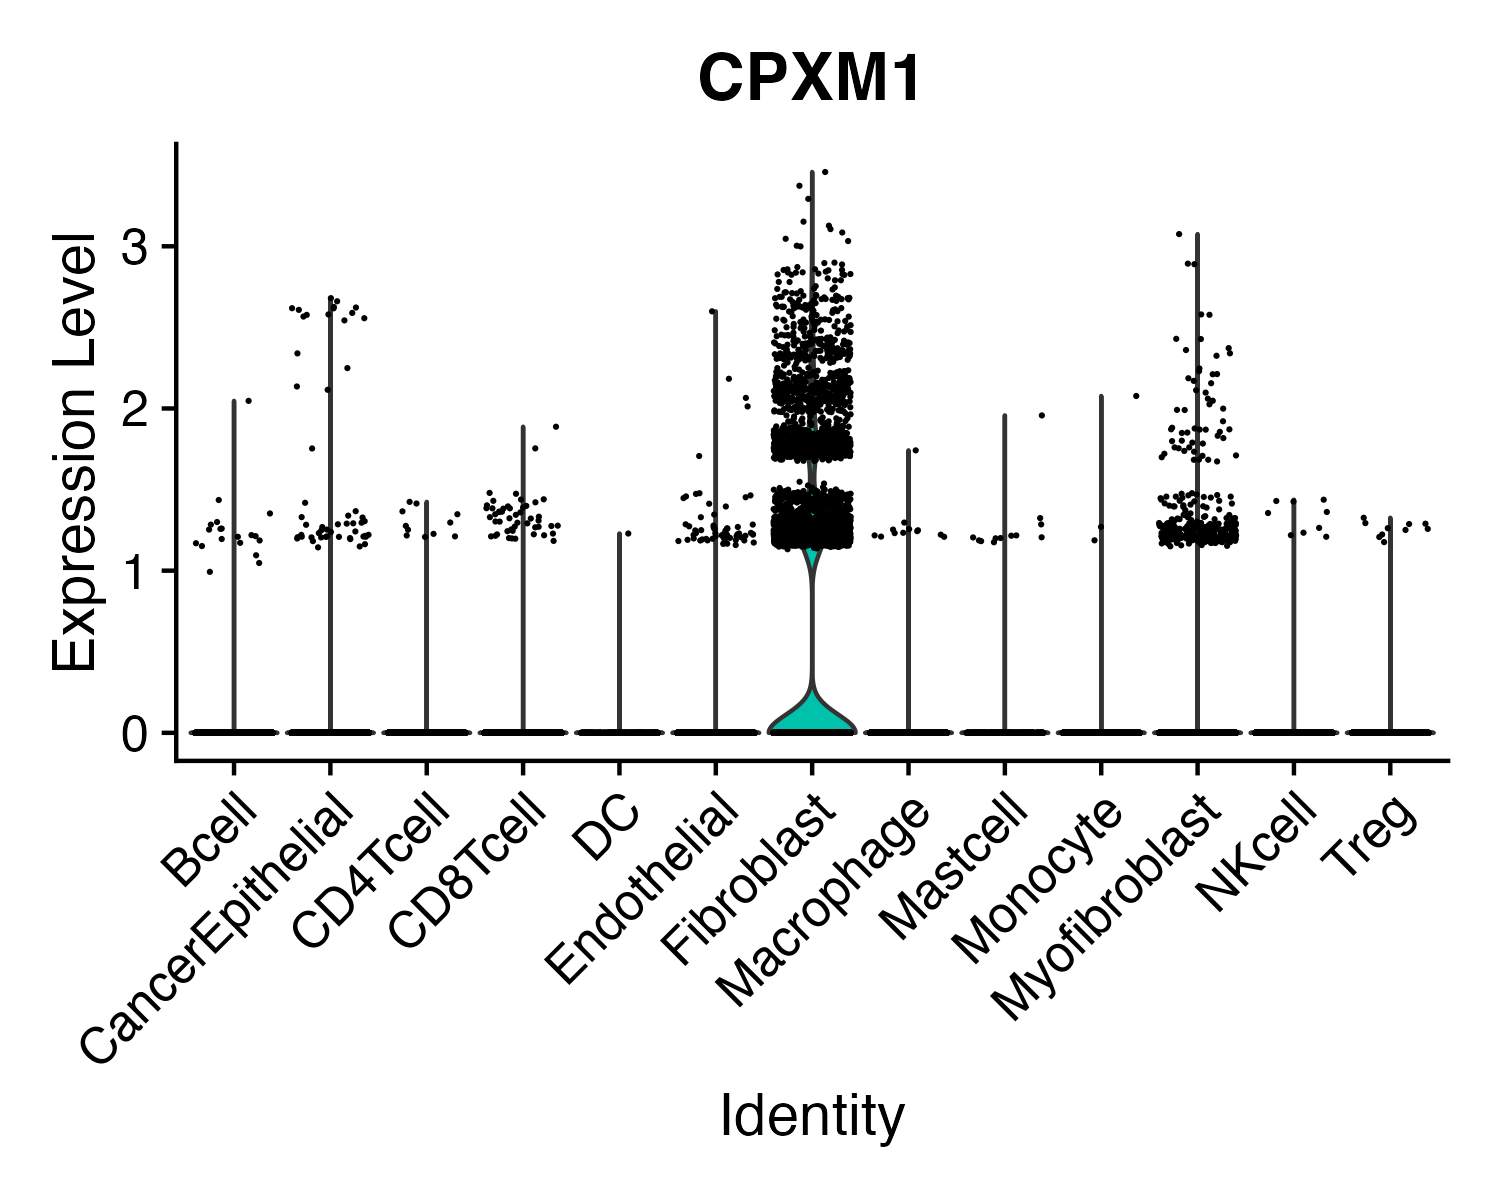 CPXM1
Expression Level
3
2
1
0
Bcell
CancerEpithelial
CD4Tcell
CD8Tcell
DC
Endothelial
Fibroblast
Macrophage
Mastcell
Monocyte
Myofibroblast
NKcell
Treg
Identity